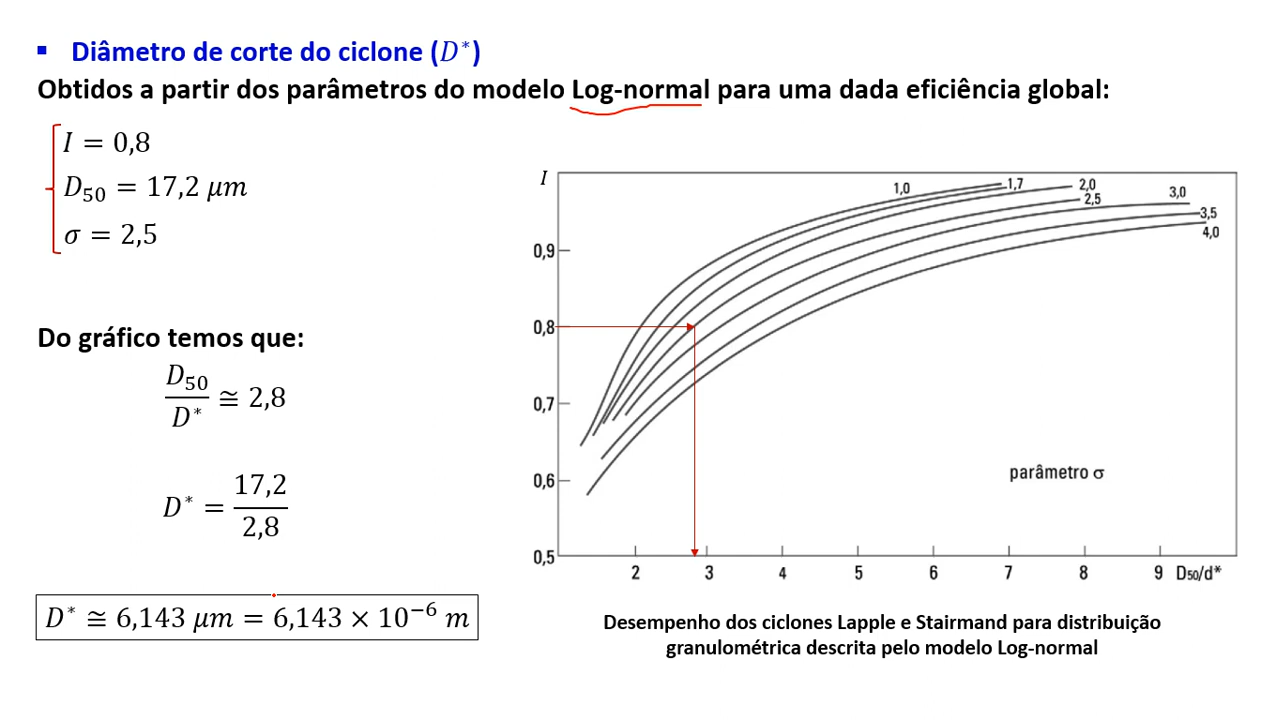 ▪ Diâmetro de corte do ciclone (D*)
Obtidos a partir dos parâmetros do modelo Log-normal para uma dada eficiência global:
I = 0,8
D₅₀ = 17,2 μm
σ = 2,5
Do gráfico temos que:
D₅₀
D* ≅ 2,8
D* = 17,2
2,8
D* ≅ 6,143 μm = 6,143 × 10⁻⁶ m
I
1,0
1,7
2,0
2,5
3,0
3,5
4,0
0,9
0,8
0,7
0,6
0,5
parâmetro σ
2 3 4 5 6 7 8 9 D₅₀/d*
Desempenho dos ciclones Lapple e Stairmand para distribuição
granulométrica descrita pelo modelo Log-normal